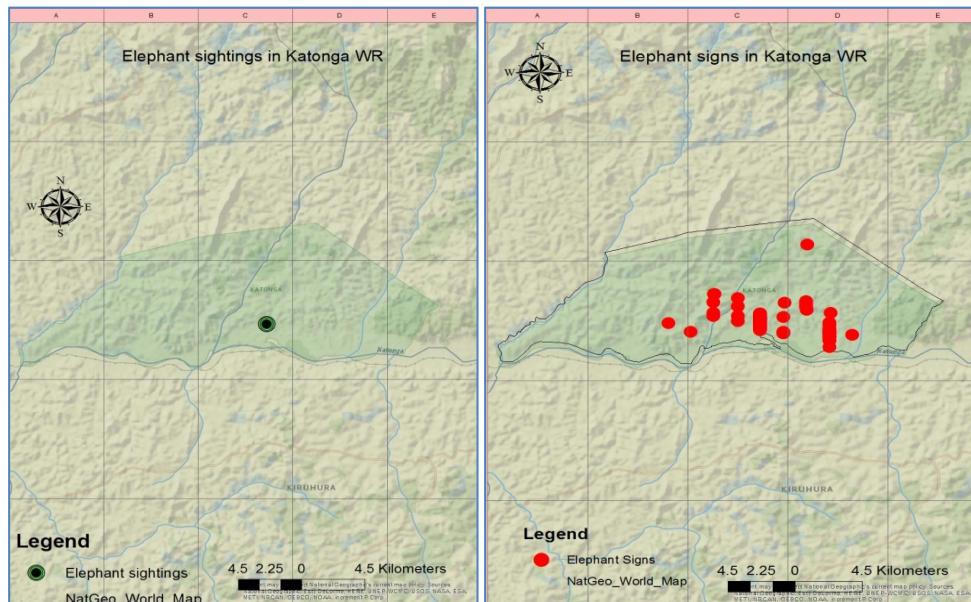 A B C D E
Elephant sightings in Katonga WR
N
W E
S
KATONGA
Katonga
KIRUHURA
Legend
Elephant sightings
NatGeo_World_Map
4.5 2.25 0 4.5 Kilometers
A B C D E
Elephant signs in Katonga WR
N
W E
S
KATONGA
Katonga
KIRUHURA
Legend
Elephant Signs
NatGeo_World_Map
4.5 2.25 0 4.5 Kilometers